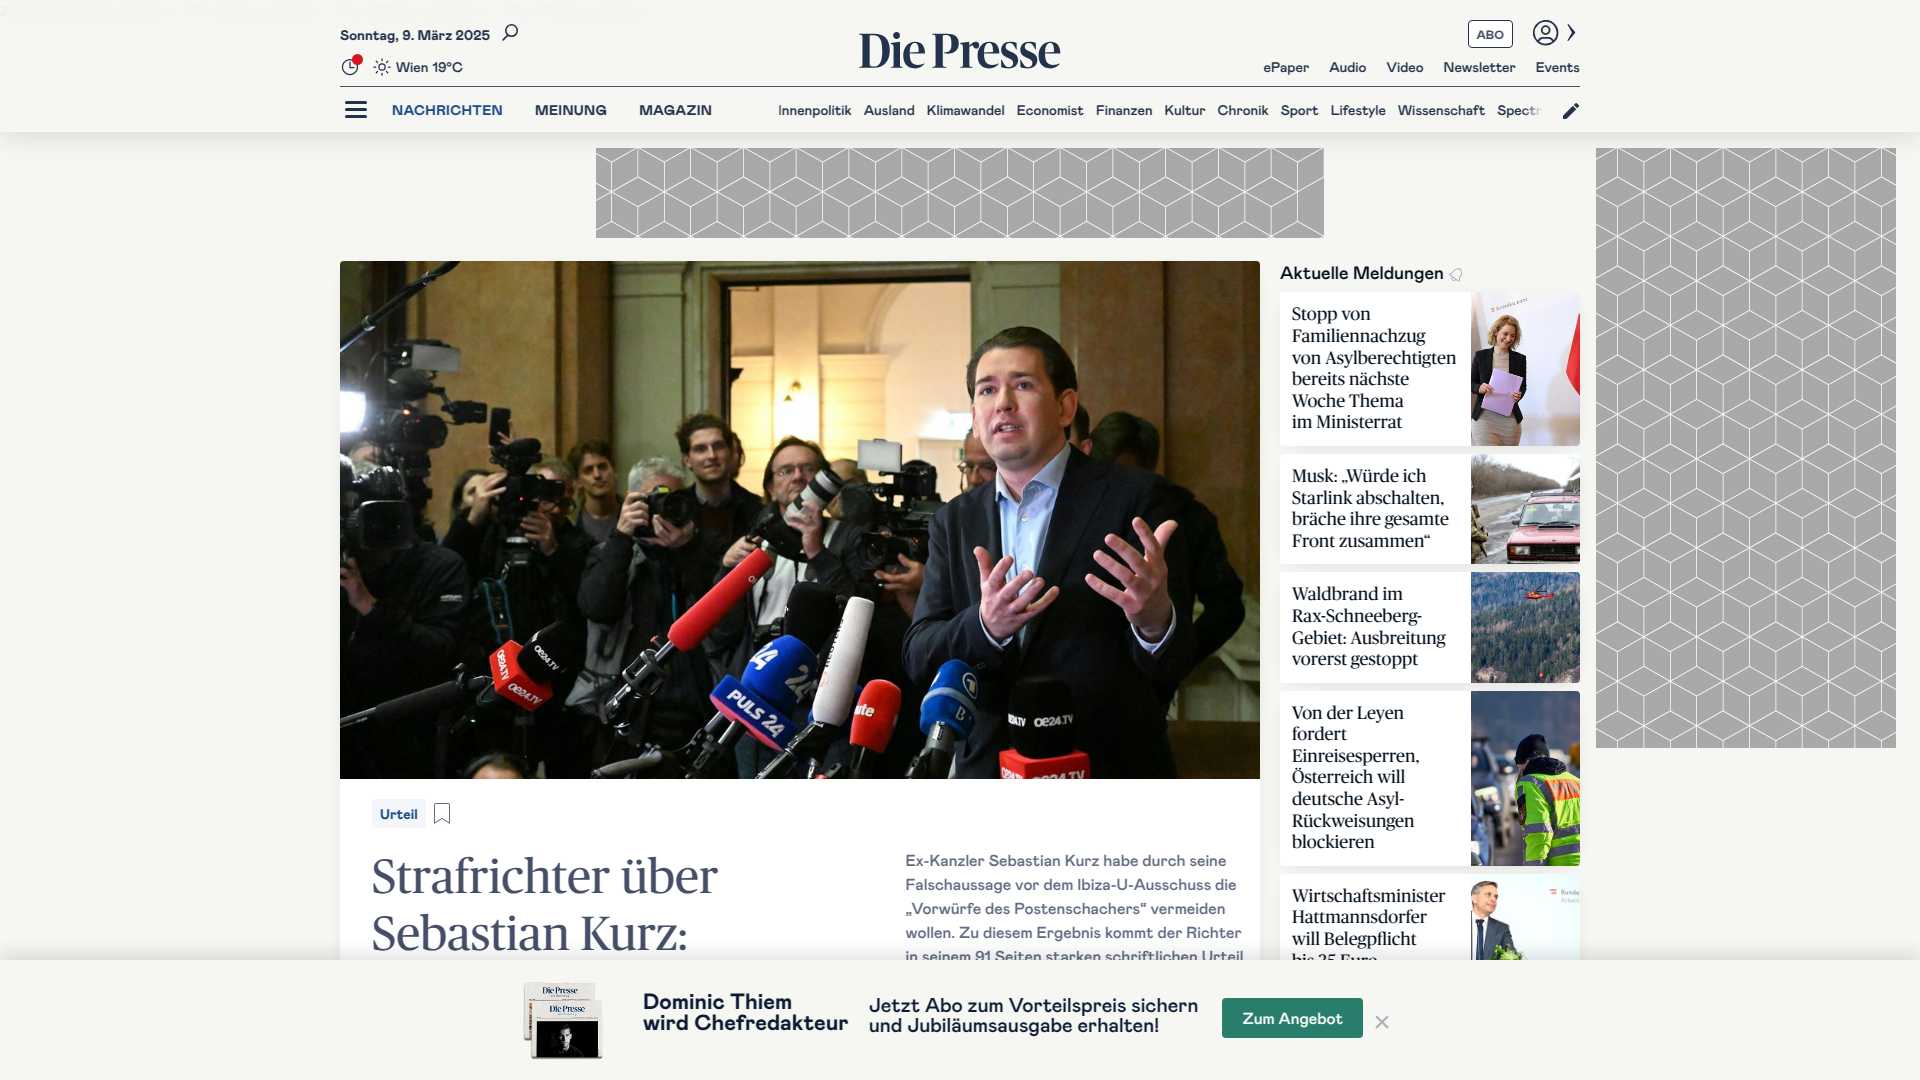 Sonntag, 9. März 2025
Wien 19°C
Die Presse
ABO
ePaper Audio Video Newsletter Events
NACHRICHTEN MEINUNG MAGAZIN
Innenpolitik Ausland Klimawandel Economist Finanzen Kultur Chronik Sport Lifestyle Wissenschaft
OE24.TV
OE24.TV
24
PULS 24
OE24.TV
OE24.TV
Urteil
Strafrichter über
Sebastian Kurz:
Ex-Kanzler Sebastian Kurz habe durch seine
Falschaussage vor dem Ibiza-U-Ausschuss die
„Vorwürfe des Postenschachers“ vermeiden
wollen. Zu diesem Ergebnis kommt der Richter
in seinem 91 Seiten starken schriftlichen Urteil
Aktuelle Meldungen
Stopp von
Familiennachzug
von Asylberechtigten
bereits nächste
Woche Thema
im Ministerrat
Musk: „Würde ich
Starlink abschalten,
bräche ihre gesamte
Front zusammen“
Waldbrand im
Rax-Schneeberg-
Gebiet: Ausbreitung
vorerst gestoppt
Von der Leyen
fordert
Einreisesperren,
Österreich will
deutsche Asyl-
Rückweisungen
blockieren
Wirtschaftsminister
Hattmannsdorfer
will Belegpflicht
bis 35 Euro
Die Presse
Die Presse
Dominic Thiem
wird Chefredakteur
Jetzt Abo zum Vorteilspreis sichern
und Jubiläumsausgabe erhalten!
Zum Angebot